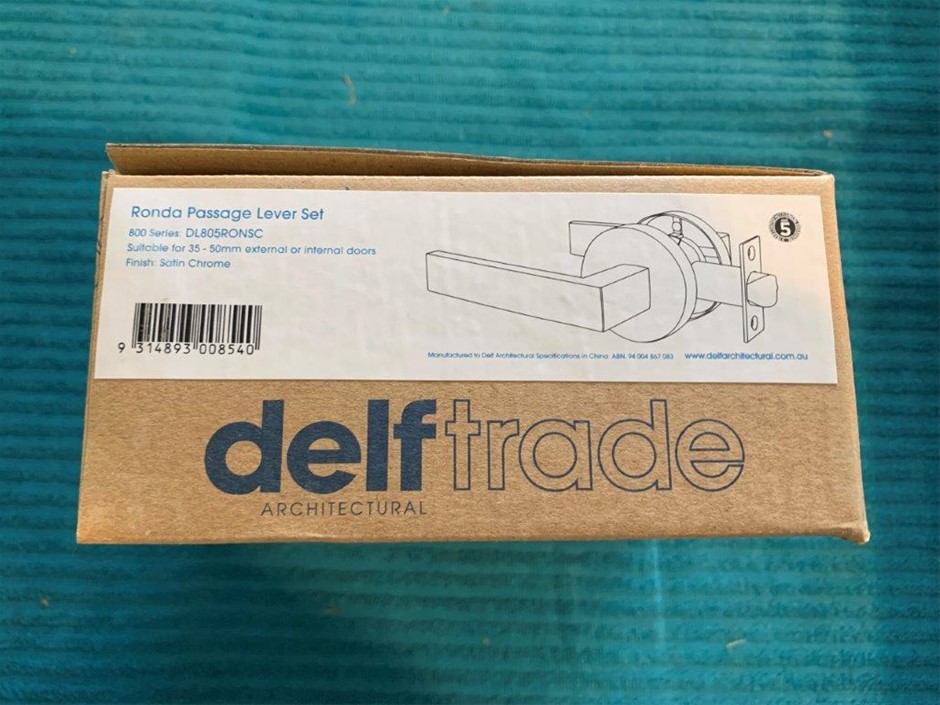 Ronda Passage Lever Set
800 Series: DL805RONSC
Suitable for 35 - 50mm external or internal doors
Finish: Satin Chrome
5
9 314893 008540
Manufactured to Delf Architectural Specifications in China ABN. 94 004 867 083
www.delfarchitectural.com.au
delftrade
ARCHITECTURAL